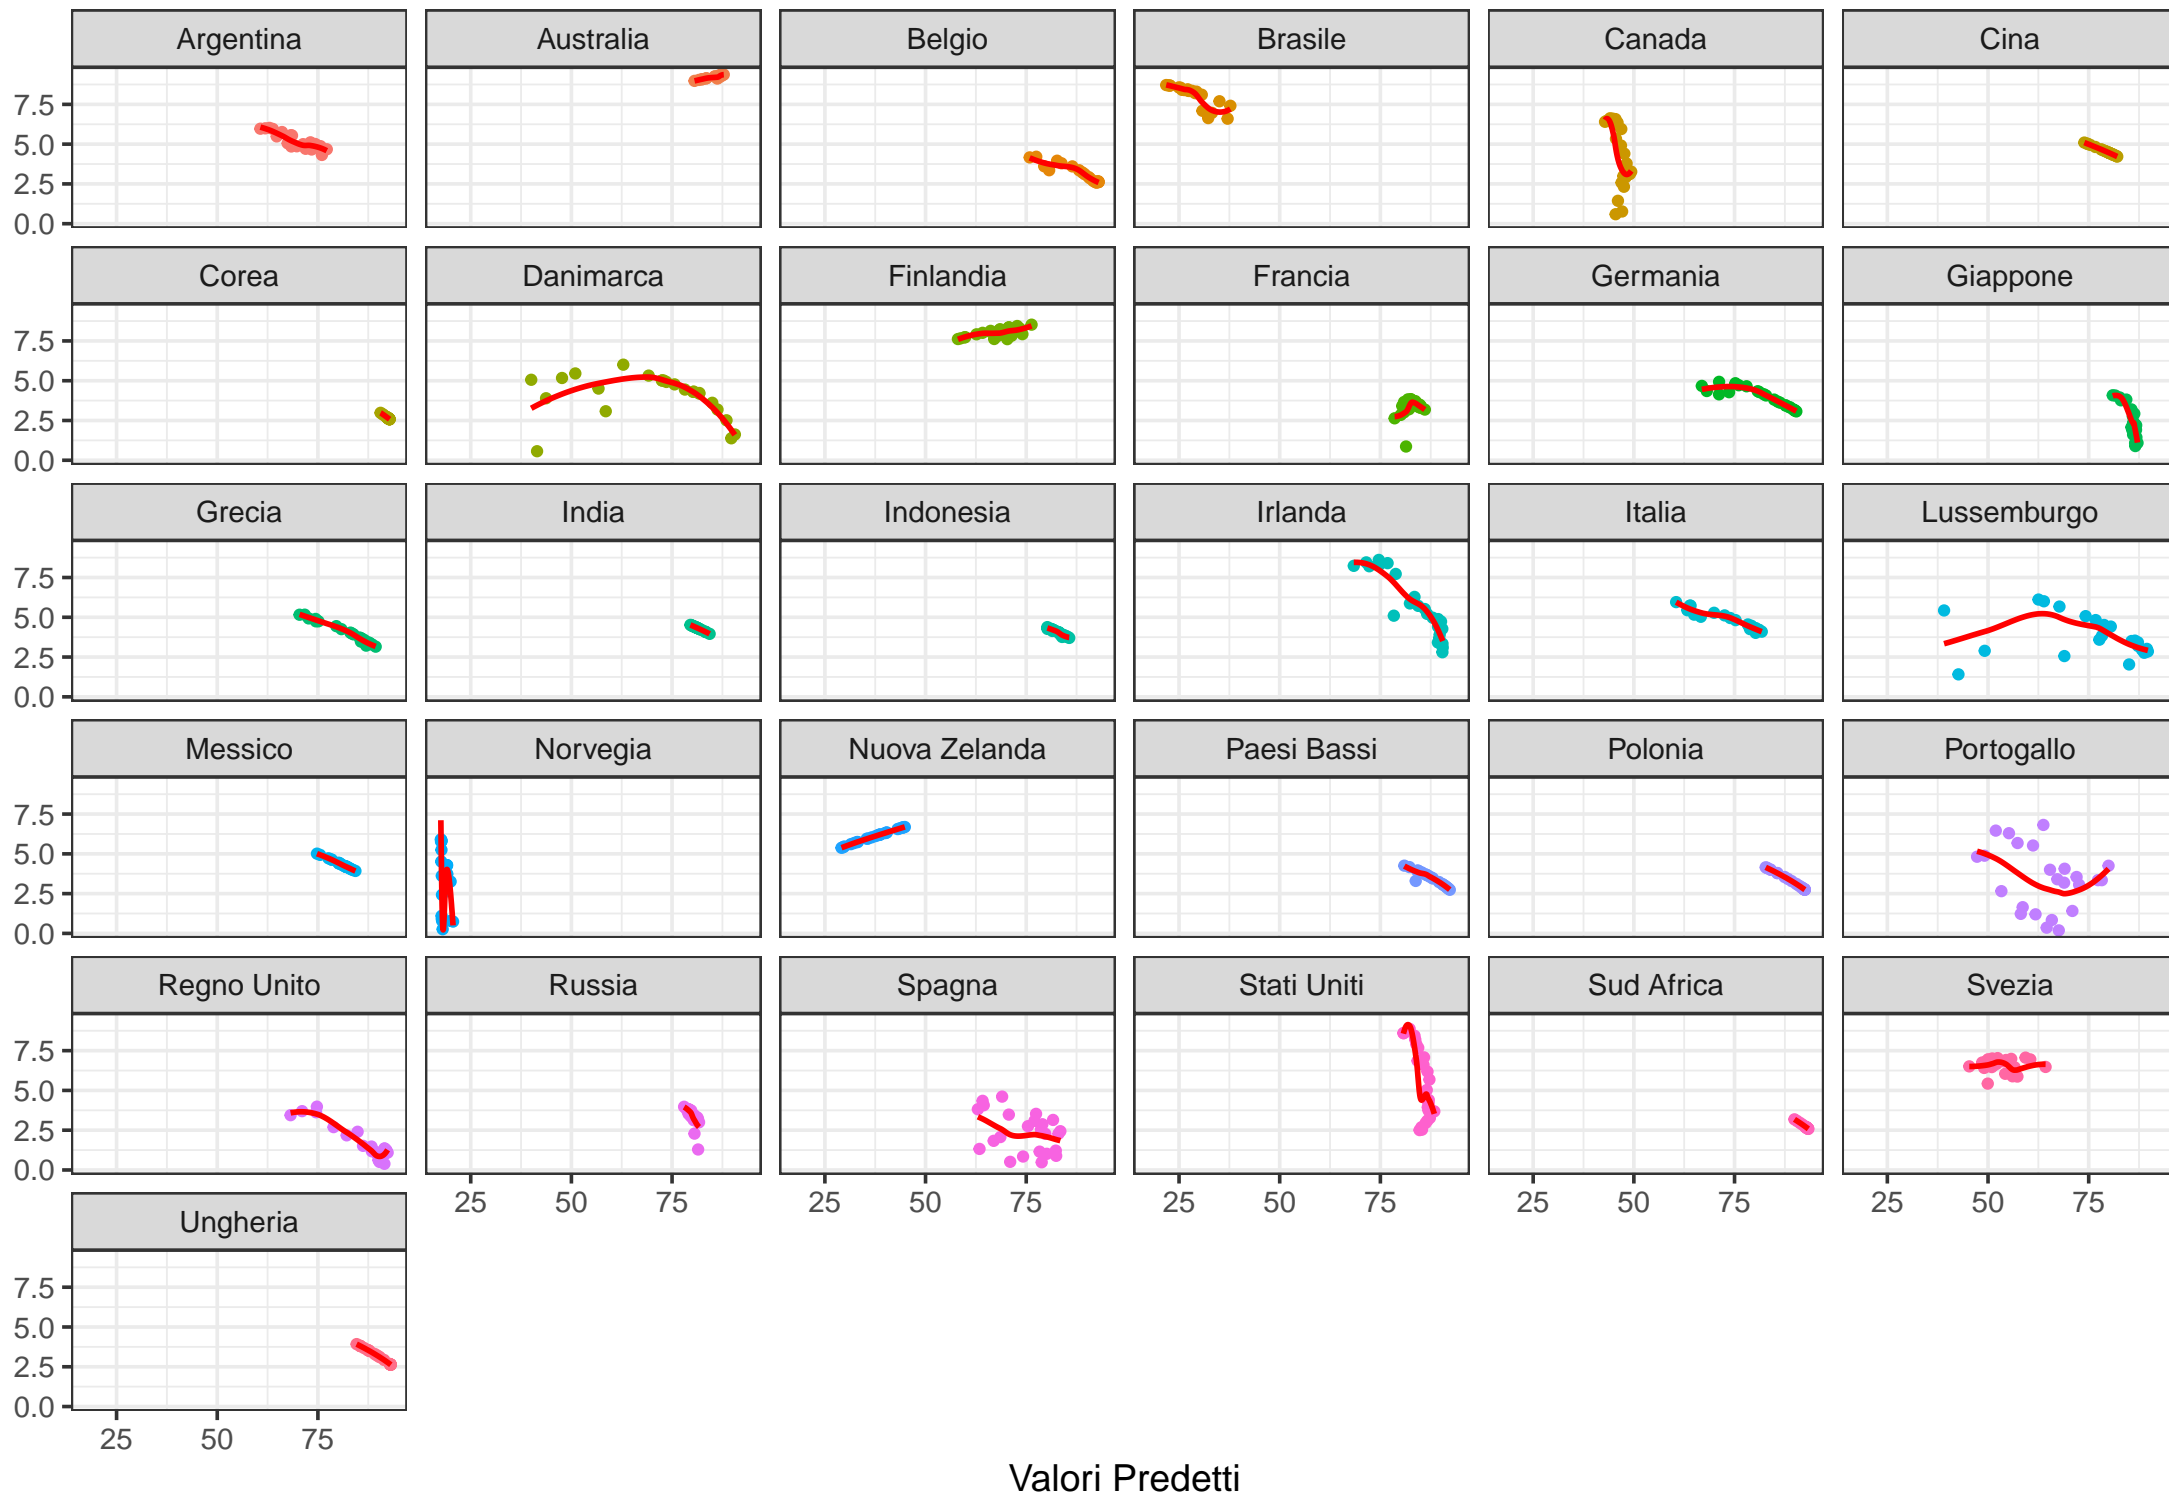 Argentina Australia Belgio Brasile Canada Cina
7.5
5.0
2.5
0.0
Corea Danimarca Finlandia Francia Germania Giappone
7.5
5.0
2.5
0.0
Grecia India Indonesia Irlanda Italia Lussemburgo
7.5
5.0
2.5
0.0
Messico Norvegia Nuova Zelanda Paesi Bassi Polonia Portogallo
7.5
5.0
2.5
0.0
Regno Unito Russia Spagna Stati Uniti Sud Africa Svezia
7.5
5.0
2.5
0.0
25 50 75 25 50 75 25 50 75 25 50 75 25 50 75
Ungheria
7.5
5.0
2.5
0.0
25 50 75
Valori Predetti